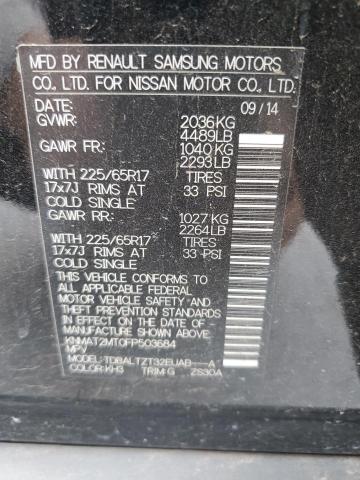 MFD BY RENAULT SAMSUNG MOTORS
CO., LTD. FOR NISSAN MOTOR CO., LTD.
DATE: 09/14
GVWR: 2036KG
4489LB
GAWR FR: 1040KG
2293LB
WITH 225/65R17 TIRES
17x7J RIMS AT 33 PSI
COLD SINGLE
GAWR RR: 1027KG
2264LB
WITH 225/65R17 TIRES
17x7J RIMS AT 33 PSI
COLD SINGLE
THIS VEHICLE CONFORMS TO
ALL APPLICABLE FEDERAL
MOTOR VEHICLE SAFETY, BUMPER, AND
THEFT PREVENTION STANDARDS
IN EFFECT ON THE DATE OF
MANUFACTURE SHOWN ABOVE.
KNMAT2MT0FP503684
MPV
MODEL: TDBALTZT32EUAB---A
COLOR: KH3 TRIM: G ZS30A